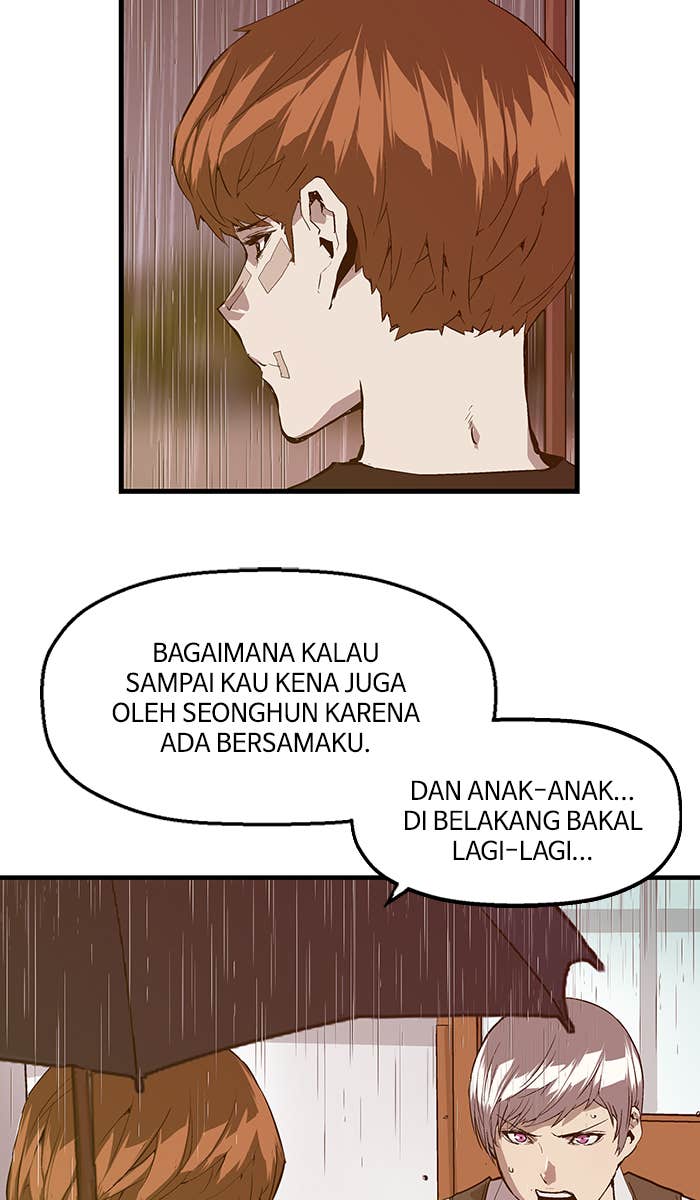 BAGAIMANA KALAU
SAMPAI KAU KENA JUGA
OLEH SEONGHUN KARENA
ADA BERSAMAKU.
DAN ANAK-ANAK...
DI BELAKANG BAKAL
LAGI-LAGI...